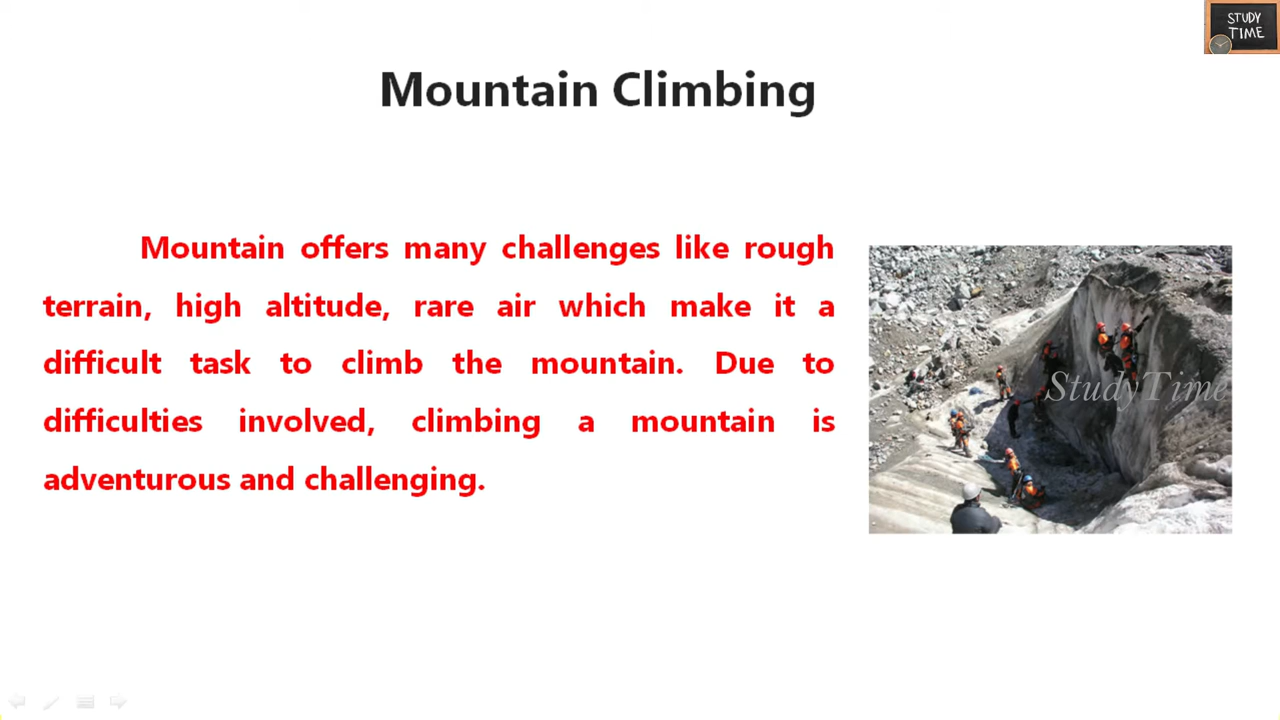 STUDY
TIME
Mountain Climbing
Mountain offers many challenges like rough
terrain, high altitude, rare air which make it a
difficult task to climb the mountain. Due to
difficulties involved, climbing a mountain is
adventurous and challenging.
StudyTime